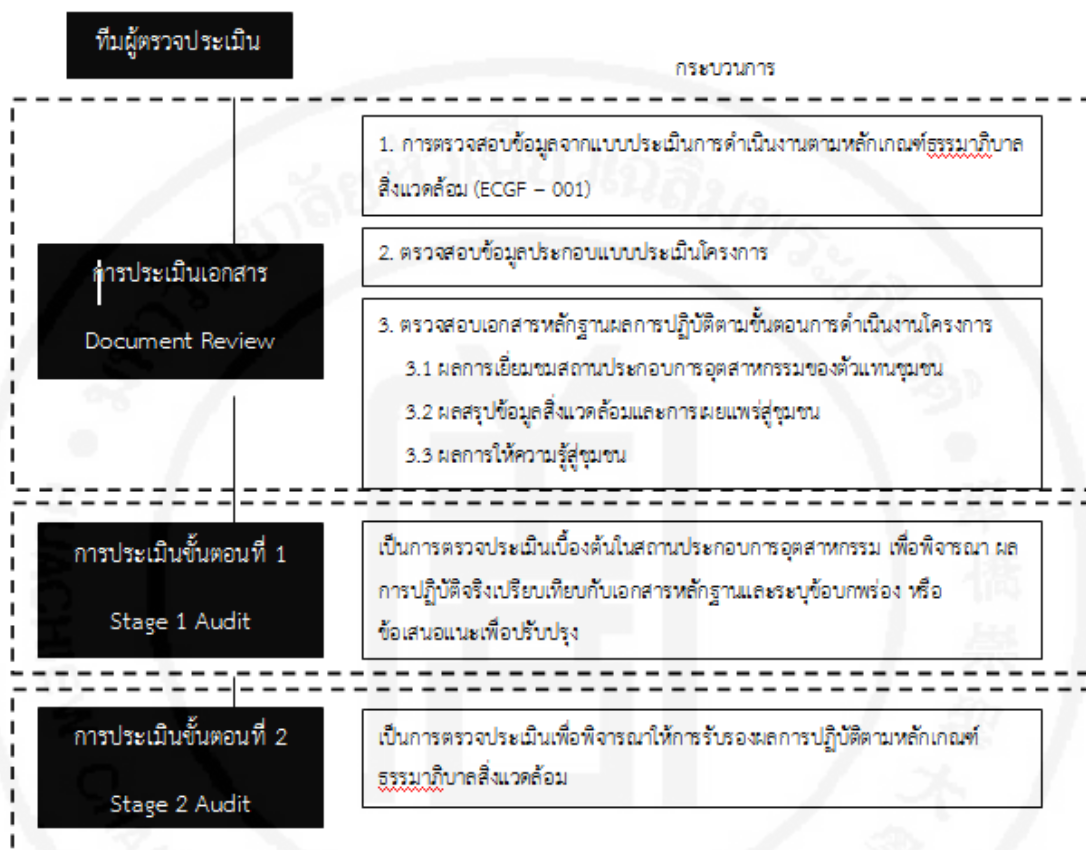 ทีมผู้ตรวจประเมิน
กระบวนการ
การประเมินเอกสาร
Document Review
1. การตรวจสอบข้อมูลจากแบบประเมินการดำเนินงานตามหลักเกณฑ์ธรรมาภิบาล
สิ่งแวดล้อม (ECGF – 001)
2. ตรวจสอบข้อมูลประกอบแบบประเมินโครงการ
3. ตรวจสอบเอกสารหลักฐานผลการปฏิบัติตามขั้นตอนการดำเนินงานโครงการ
3.1 ผลการเยี่ยมชมสถานประกอบการอุตสาหกรรมของตัวแทนชุมชน
3.2 ผลสรุปข้อมูลสิ่งแวดล้อมและการเผยแพร่สู่ชุมชน
3.3 ผลการให้ความรู้สู่ชุมชน
การประเมินขั้นตอนที่ 1
Stage 1 Audit
เป็นการตรวจประเมินเบื้องต้นในสถานประกอบการอุตสาหกรรม เพื่อพิจารณา ผล
การปฏิบัติจริงเปรียบเทียบกับเอกสารหลักฐานและระบุข้อบกพร่อง หรือ
ข้อเสนอแนะเพื่อปรับปรุง
การประเมินขั้นตอนที่ 2
Stage 2 Audit
เป็นการตรวจประเมินเพื่อพิจารณาให้การรับรองผลการปฏิบัติตามหลักเกณฑ์
ธรรมาภิบาลสิ่งแวดล้อม